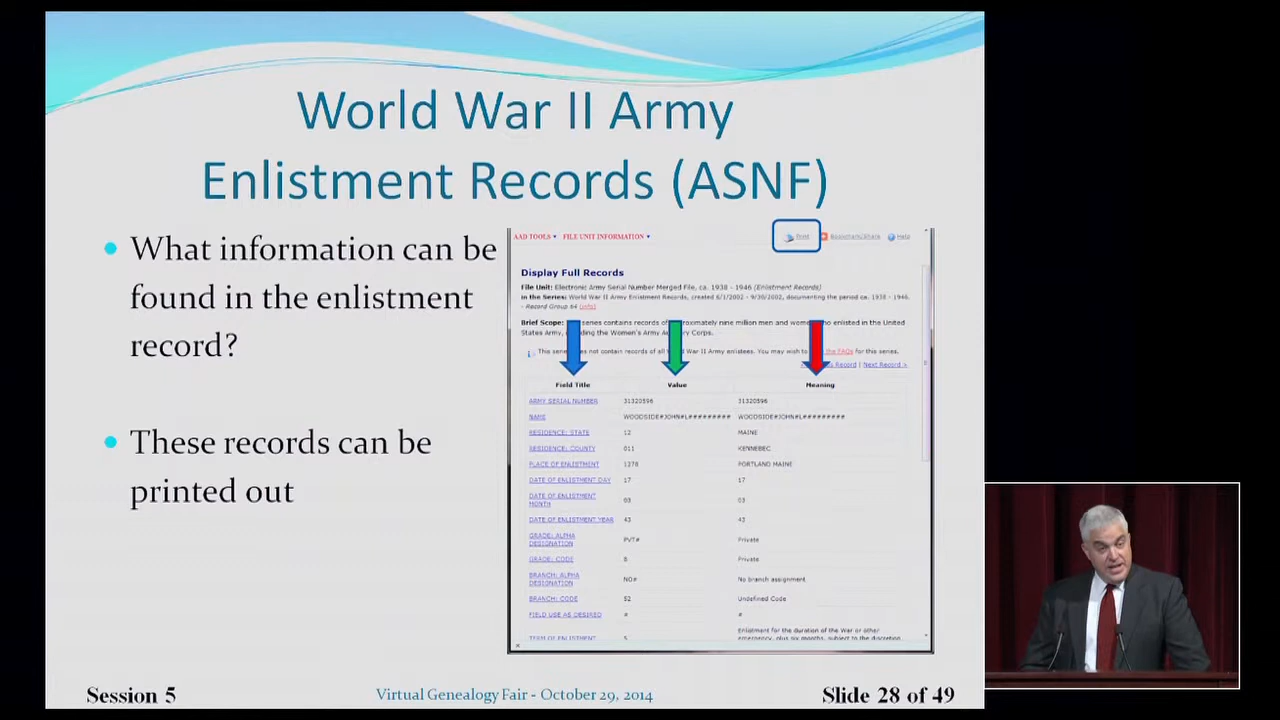 World War II Army
Enlistment Records (ASNF)
What information can be
found in the enlistment
record?
These records can be
printed out
AAD TOOLS FILE UNIT INFORMATION Print Bookmark/Share Help
Display Full Records
File Unit: Electronic Army Serial Number Merged File, ca. 1938 - 1946 (Enlistment Records)
in the Series: World War II Army Enlistment Records, created 6/1/2002 - 9/30/2002, documenting the period ca. 1938 - 1946.
- Record Group 64 (info)
Brief Scope: series contains records of approximately nine million men and women who enlisted in the United
States Army, including the Women's Army Corps.
This series does not contain records of all World War II Army enlistees. You may wish to the FAQs for this series.
Record | Next Record >
Field Title Value Meaning
ARMY SERIAL NUMBER 31320596 31320596
NAME WOODSIDE#JOHN#L######### WOODSIDE#JOHN#L#########
RESIDENCE: STATE 12 MAINE
RESIDENCE: COUNTY 011 KENNEBEC
PLACE OF ENLISTMENT 1276 PORTLAND MAINE
DATE OF ENLISTMENT DAY 17 17
DATE OF ENLISTMENT
MONTH 03 03
DATE OF ENLISTMENT YEAR 43 43
GRADE: ALPHA
DESIGNATION PVT# Private
GRADE: CODE 8 Private
BRANCH: ALPHA
DESIGNATION NO# No branch assignment
BRANCH: CODE 52 Undefined Code
FIELD USE AS DESIRED # #
TERM OF ENLISTMENT 5 Enlistment for the duration of the War or other
emergency, plus six months, subject to the discretion
Session 5
Virtual Genealogy Fair - October 29, 2014
Slide 28 of 49